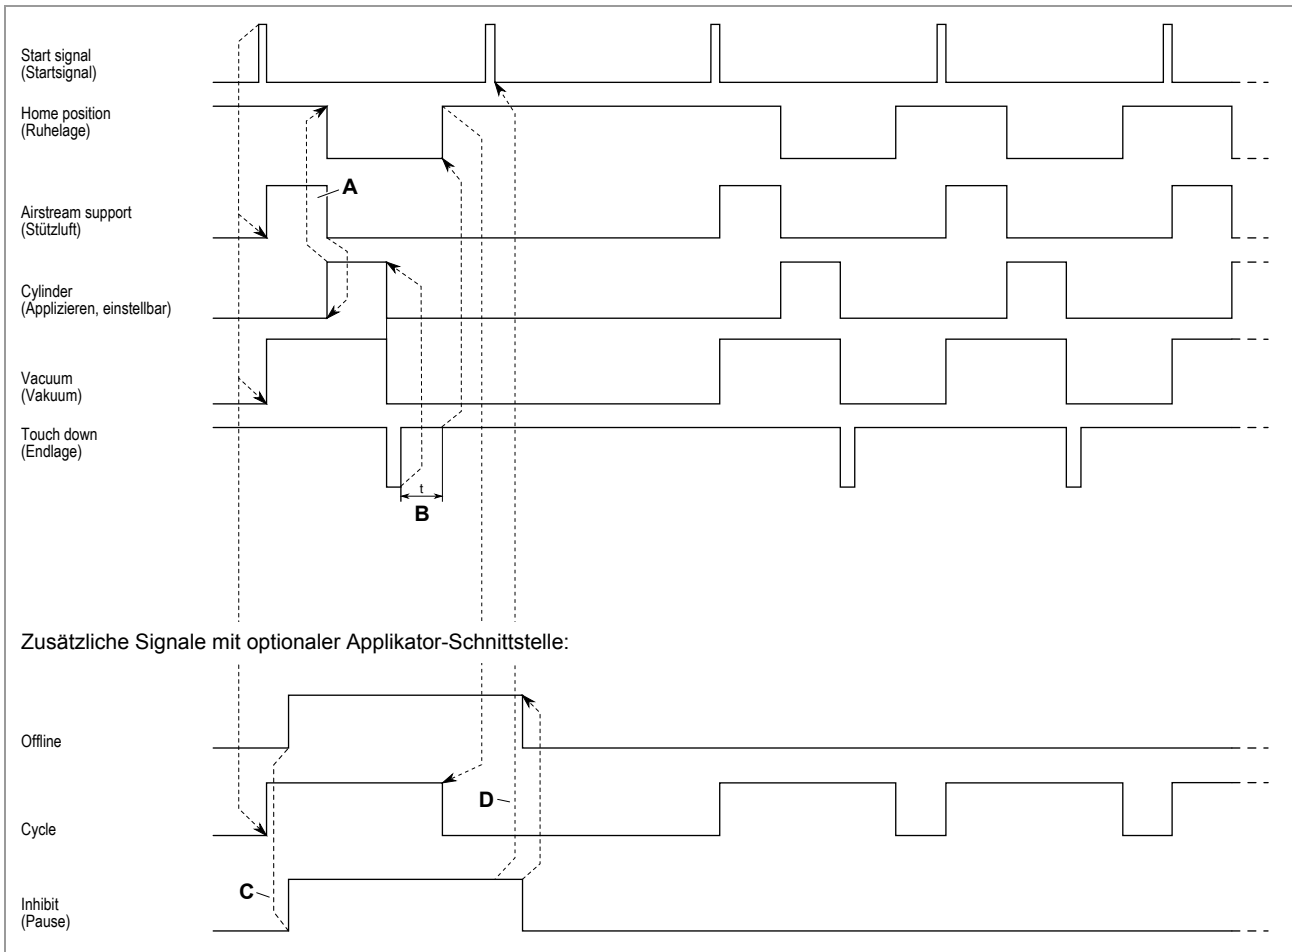 Start signal
(Startsignal)
Home position
(Ruhelage)
A
Airstream support
(Stützluft)
Cylinder
(Applizieren, einstellbar)
Vacuum
(Vakuum)
Touch down
(Endlage)
t
B
Zusätzliche Signale mit optionaler Applikator-Schnittstelle:
Offline
D
Cycle
C
Inhibit
(Pause)